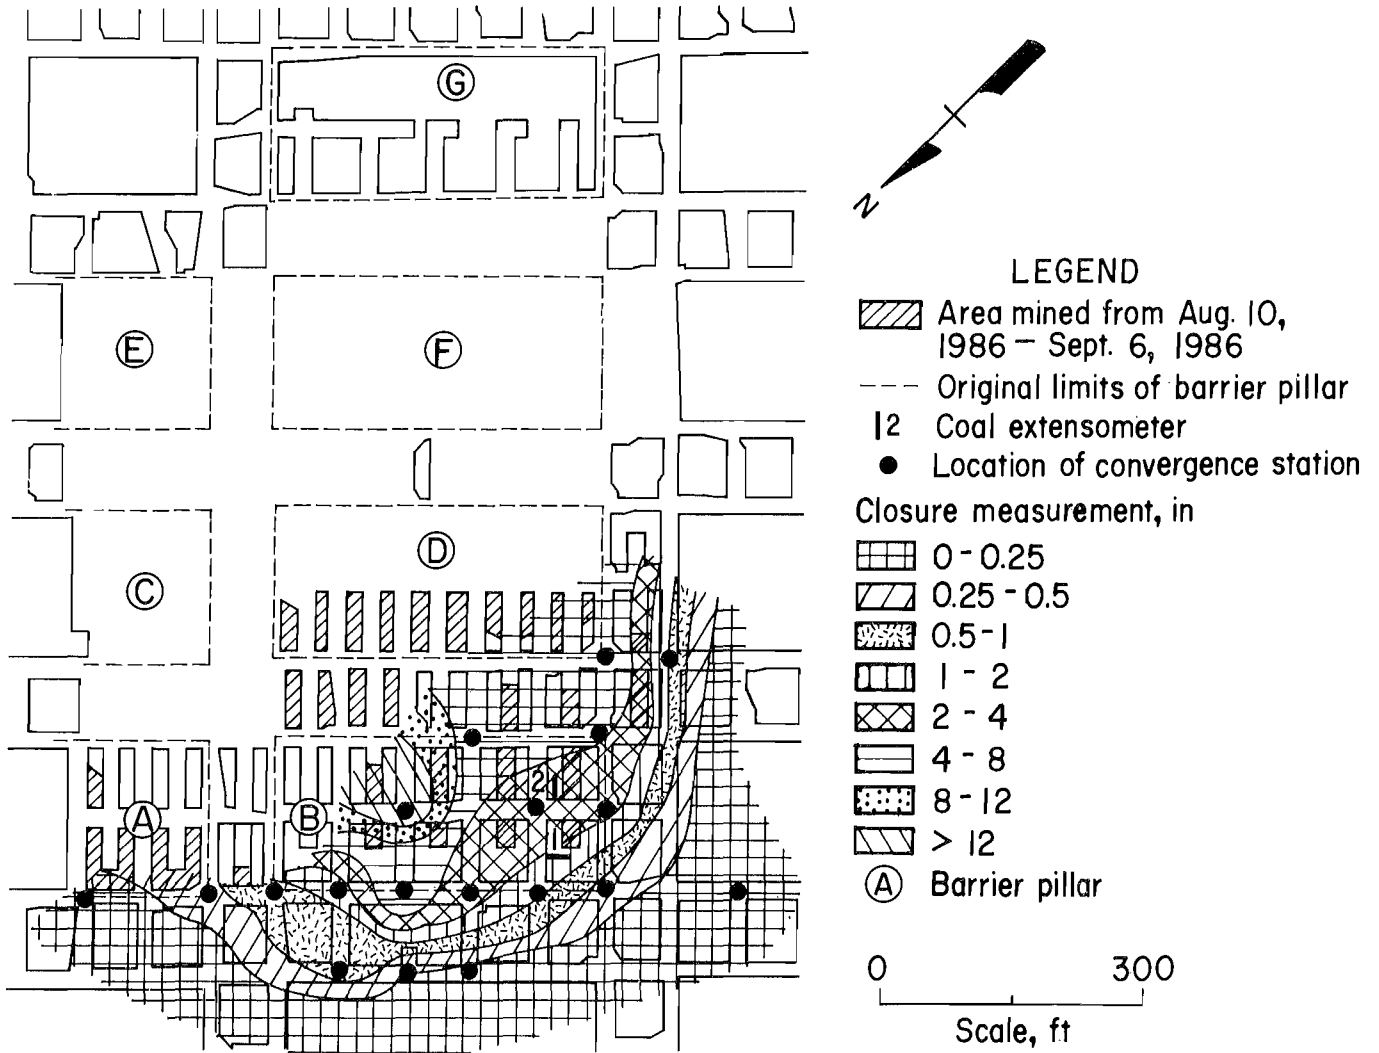 G
N
E
F
D
C
A
B
2
1
LEGEND
Area mined from Aug. 10,
1986 – Sept. 6, 1986
Original limits of barrier pillar
12 Coal extensometer
Location of convergence station
Closure measurement, in
0 - 0.25
0.25 - 0.5
0.5 - 1
1 - 2
2 - 4
4 - 8
8 - 12
> 12
A Barrier pillar
0 300
Scale, ft